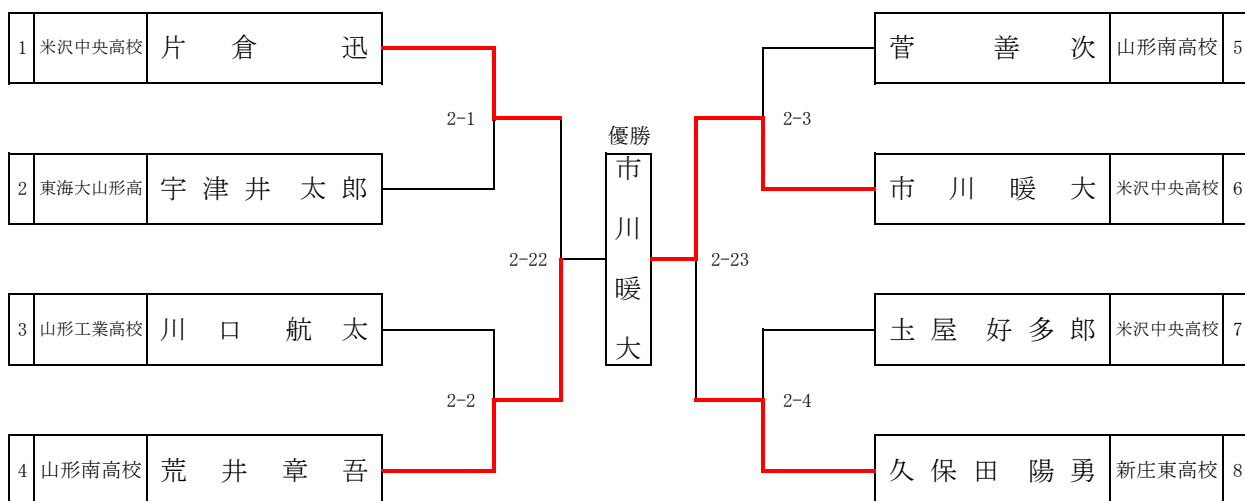 1 米沢中央高校 片倉 迅
2-1
2 東海大山形高 宇津井 太郎
2-22
3 山形工業高校 川口 航太
2-2
4 山形南高校 荒井章吾
優勝
市川暖大
菅 善次 山形南高校 5
2-3
市川暖大 米沢中央高校 6
2-23
圡屋 好多郎 米沢中央高校 7
2-4
久保田 陽勇 新庄東高校 8